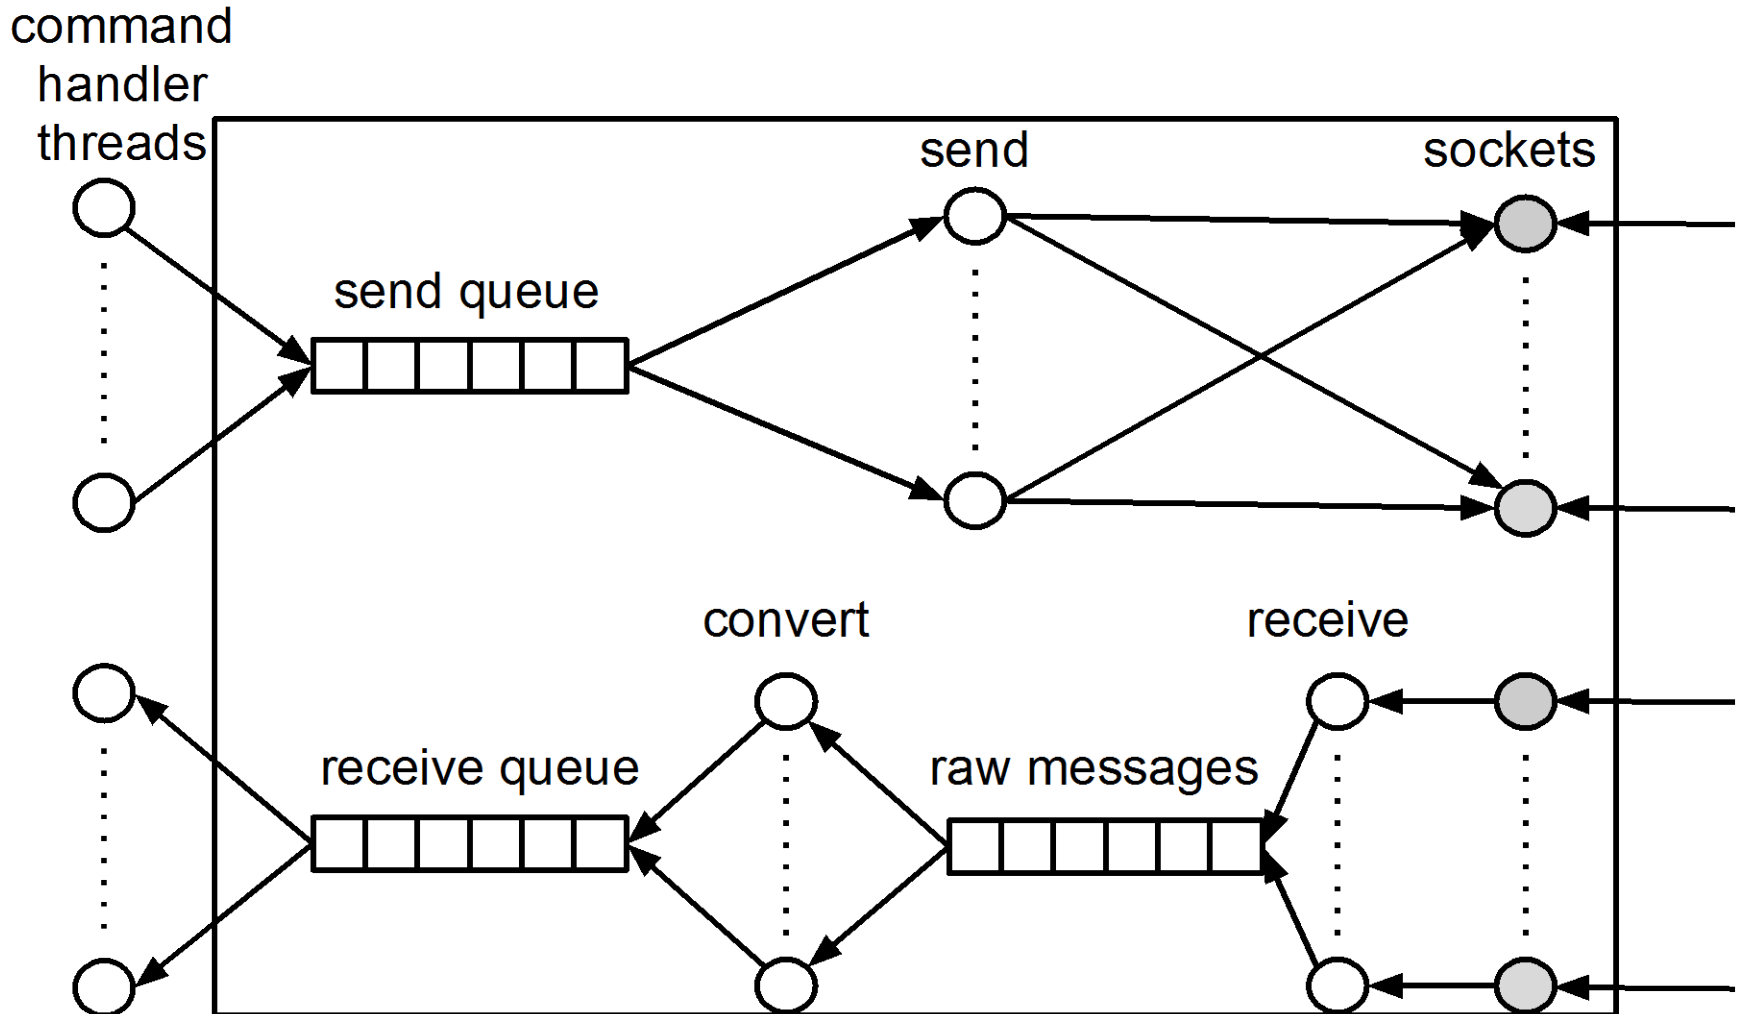 command
handler
threads
send
sockets
send queue
convert
receive
receive queue
raw messages